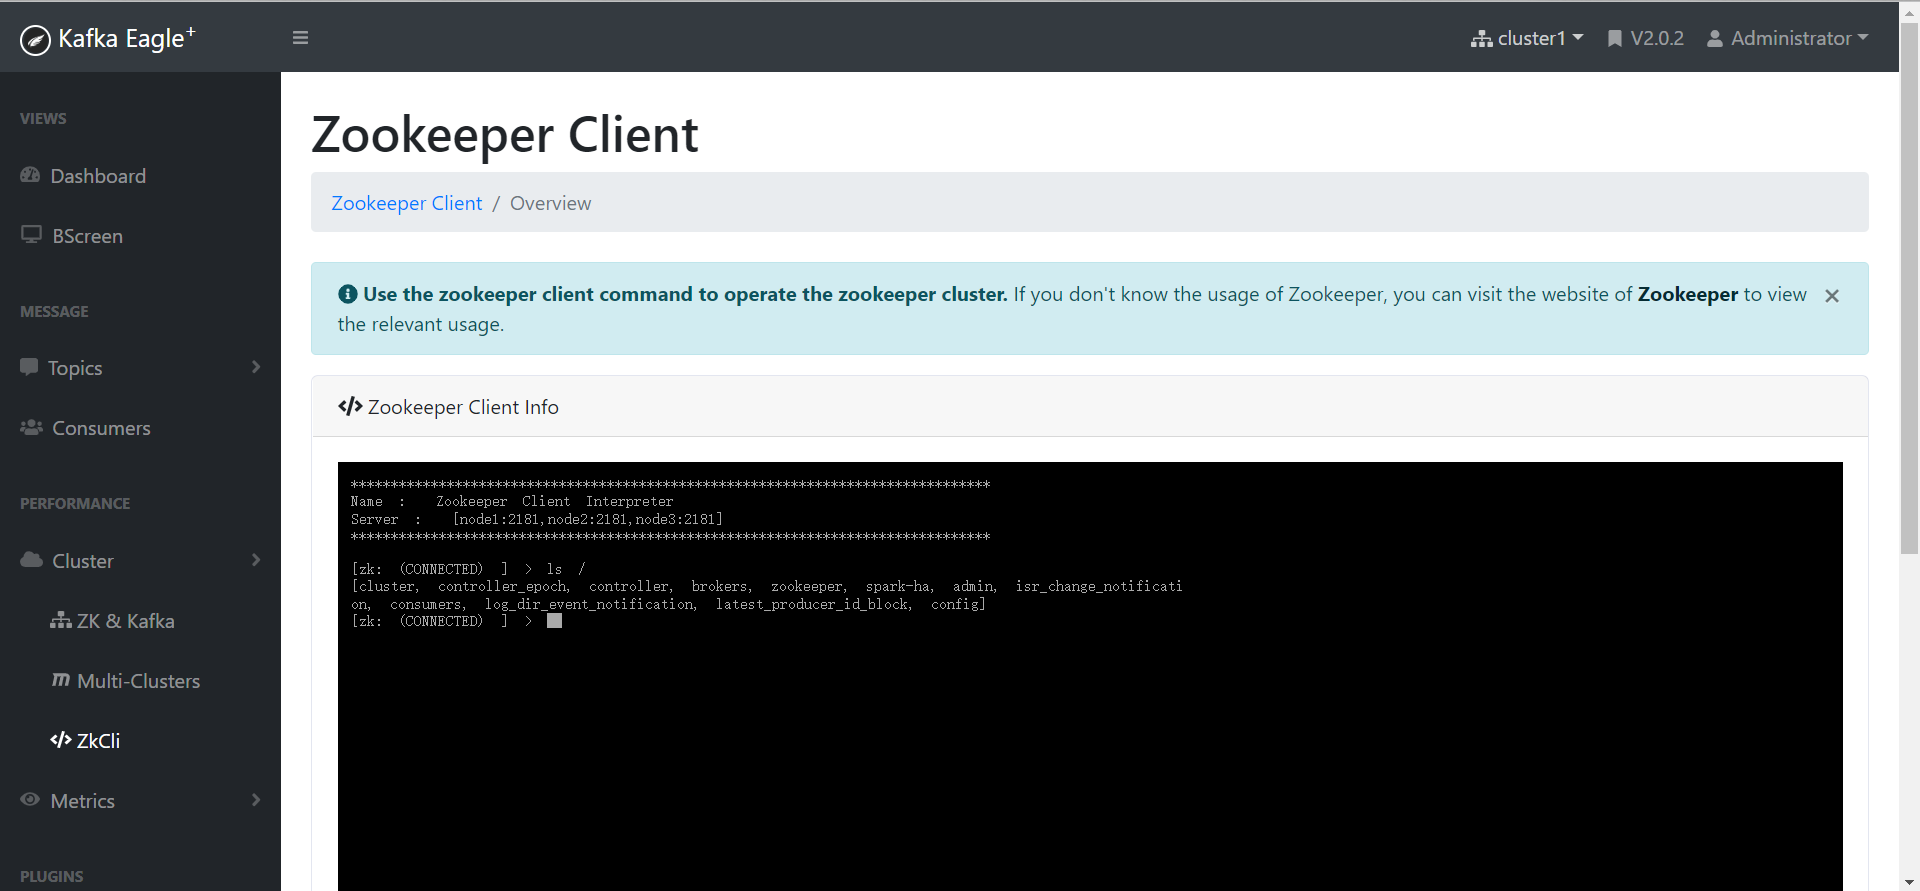 Kafka Eagle+
cluster1
V2.0.2
Administrator
VIEWS
Dashboard
BScreen
MESSAGE
Topics
Consumers
PERFORMANCE
Cluster
ZK & Kafka
Multi-Clusters
ZkCli
Metrics
PLUGINS
Zookeeper Client
Zookeeper Client / Overview
Use the zookeeper client command to operate the zookeeper cluster. If you don't know the usage of Zookeeper, you can visit the website of Zookeeper to view
the relevant usage.
Zookeeper Client Info
********************************************************************************
Name : Zookeeper Client Interpreter
Server : [node1:2181,node2:2181,node3:2181]
********************************************************************************
[zk: (CONNECTED) ] > ls /
[cluster, controller_epoch, controller, brokers, zookeeper, spark-ha, admin, isr_change_notificati
on, consumers, log_dir_event_notification, latest_producer_id_block, config]
[zk: (CONNECTED) ] >